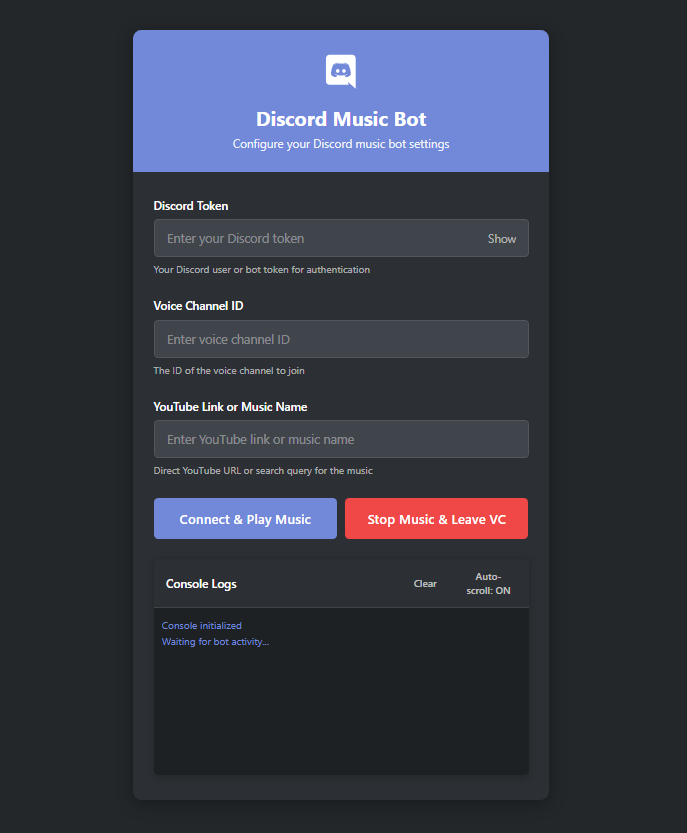 Discord Music Bot
Configure your Discord music bot settings
Discord Token
Enter your Discord token
Show
Your Discord user or bot token for authentication
Voice Channel ID
Enter voice channel ID
The ID of the voice channel to join
YouTube Link or Music Name
Enter YouTube link or music name
Direct YouTube URL or search query for the music
Connect & Play Music
Stop Music & Leave VC
Console Logs
Clear
Auto-
scroll: ON
Console initialized
Waiting for bot activity...